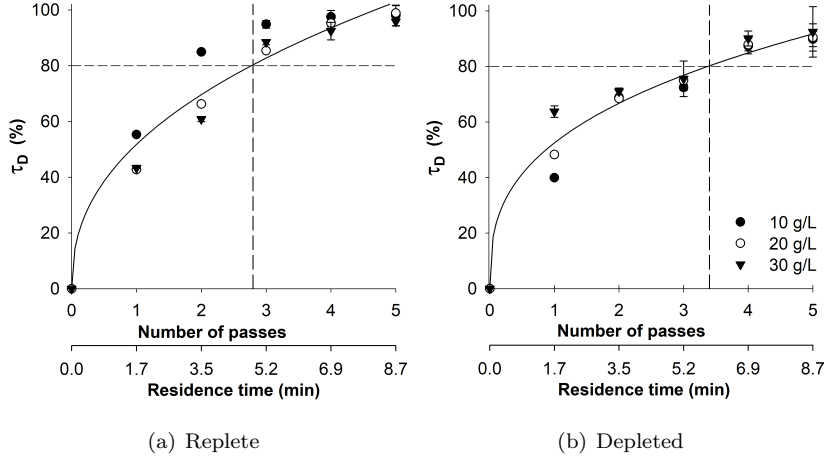 100
80
60
40
20
0
τD (%)
0 1 2 3 4 5
Number of passes
0.0 1.7 3.5 5.2 6.9 8.7
Residence time (min)
(a) Replete
100
80
60
40
20
0
τD (%)
10 g/L
20 g/L
30 g/L
0 1 2 3 4 5
Number of passes
0.0 1.7 3.5 5.2 6.9 8.7
Residence time (min)
(b) Depleted